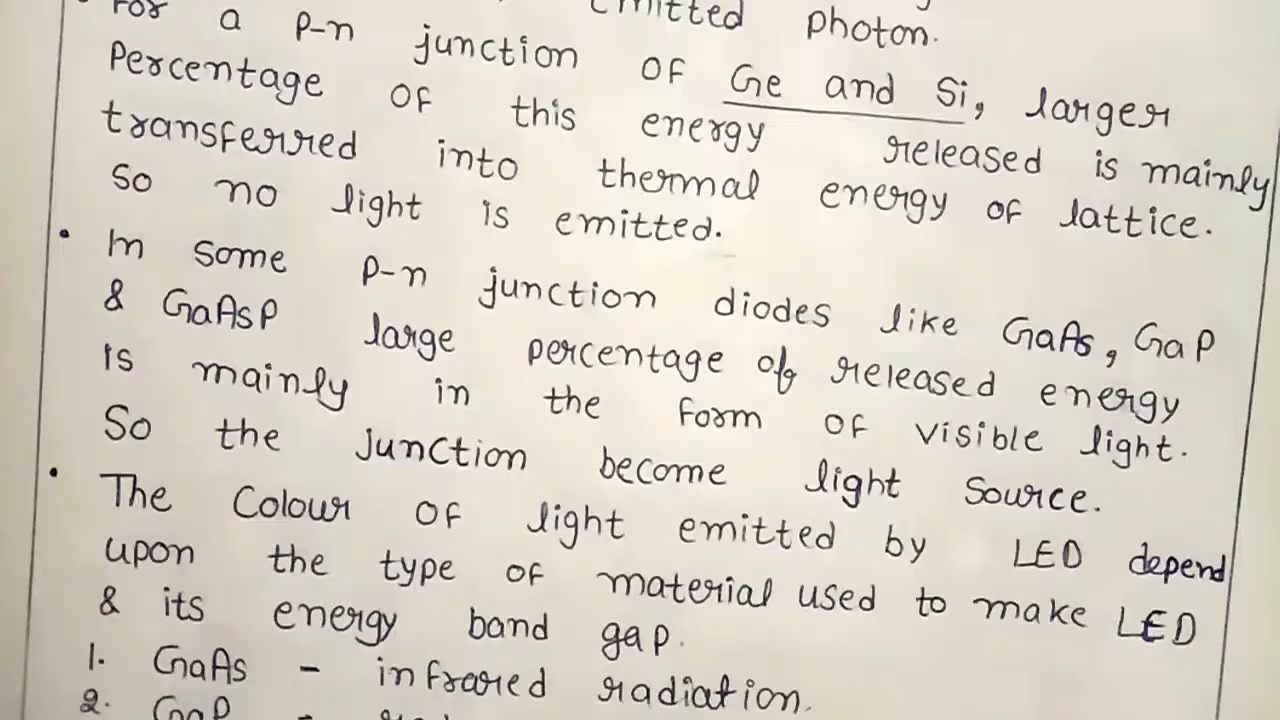 emitted photon.
• For a p-n junction of Ge and Si, larger
Percentage of this energy released is mainly
transferred into thermal energy of lattice.
So no light is emitted.
• In some p-n junction diodes like GaAs, GaP
& GaAsP large percentage of released energy
is mainly in the form of visible light.
So the junction become light source.
• The Colour of light emitted by LED depend
upon the type of material used to make LED
& its energy band gap.
1. GaAs - infrared radiation.
2. GaP -